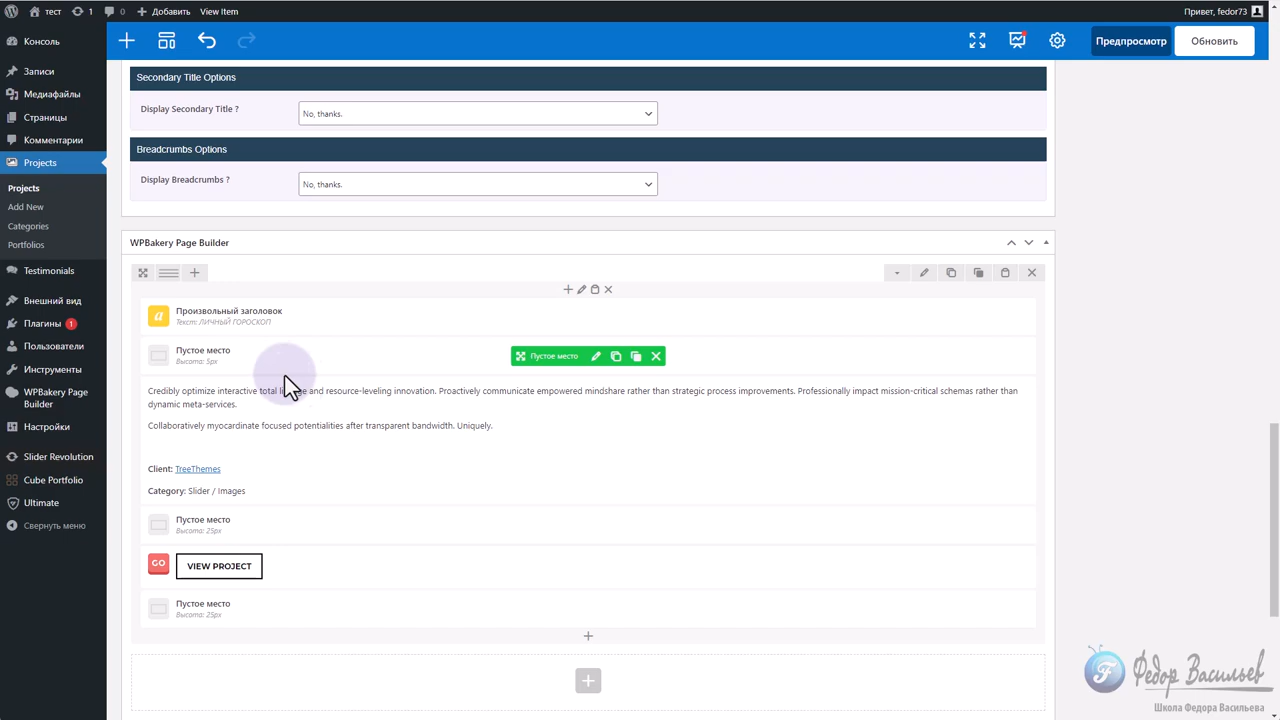 тест
1
0
Добавить
View Item
Привет, fedor73
Консоль
Записи
Медиафайлы
Страницы
Комментарии
Projects
Projects
Add New
Categories
Portfolios
Testimonials
Внешний вид
Плагины 1
Пользователи
Инструменты
WPBakery Page
Builder
Настройки
Slider Revolution
Cube Portfolio
Ultimate
Свернуть меню
Предпросмотр
Обновить
Secondary Title Options
Display Secondary Title ?
No, thanks.
Breadcrumbs Options
Display Breadcrumbs ?
No, thanks.
WPBakery Page Builder
a
Произвольный заголовок
Текст: ЛИЧНЫЙ ГОРОСКОП
Пустое место
Высота: 5px
Пустое место
Credibly optimize interactive total and resource-leveling innovation. Proactively communicate empowered mindshare rather than strategic process improvements. Professionally impact mission-critical schemas rather than
dynamic meta-services.
Collaboratively myocardinate focused potentialities after transparent bandwidth. Uniquely.
Client: TreeThemes
Category: Slider / Images
Пустое место
Высота: 25px
GO
VIEW PROJECT
Пустое место
Высота: 25px
F
Федор Васильев
Школа Федора Васильева